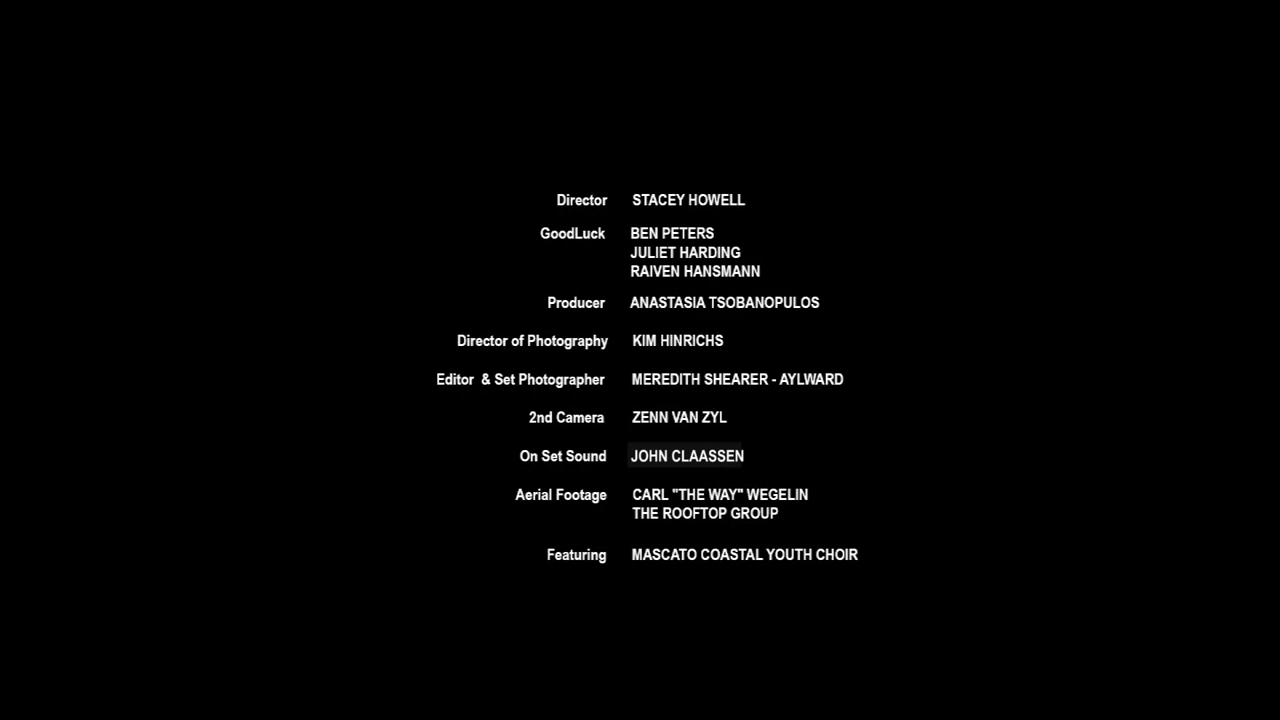 Director STACEY HOWELL
GoodLuck BEN PETERS
JULIET HARDING
RAIVEN HANSMANN
Producer ANASTASIA TSOBANOPULOS
Director of Photography KIM HINRICHS
Editor & Set Photographer MEREDITH SHEARER - AYLWARD
2nd Camera ZENN VAN ZYL
On Set Sound JOHN CLAASSEN
Aerial Footage CARL "THE WAY" WEGELIN
THE ROOFTOP GROUP
Featuring MASCATO COASTAL YOUTH CHOIR